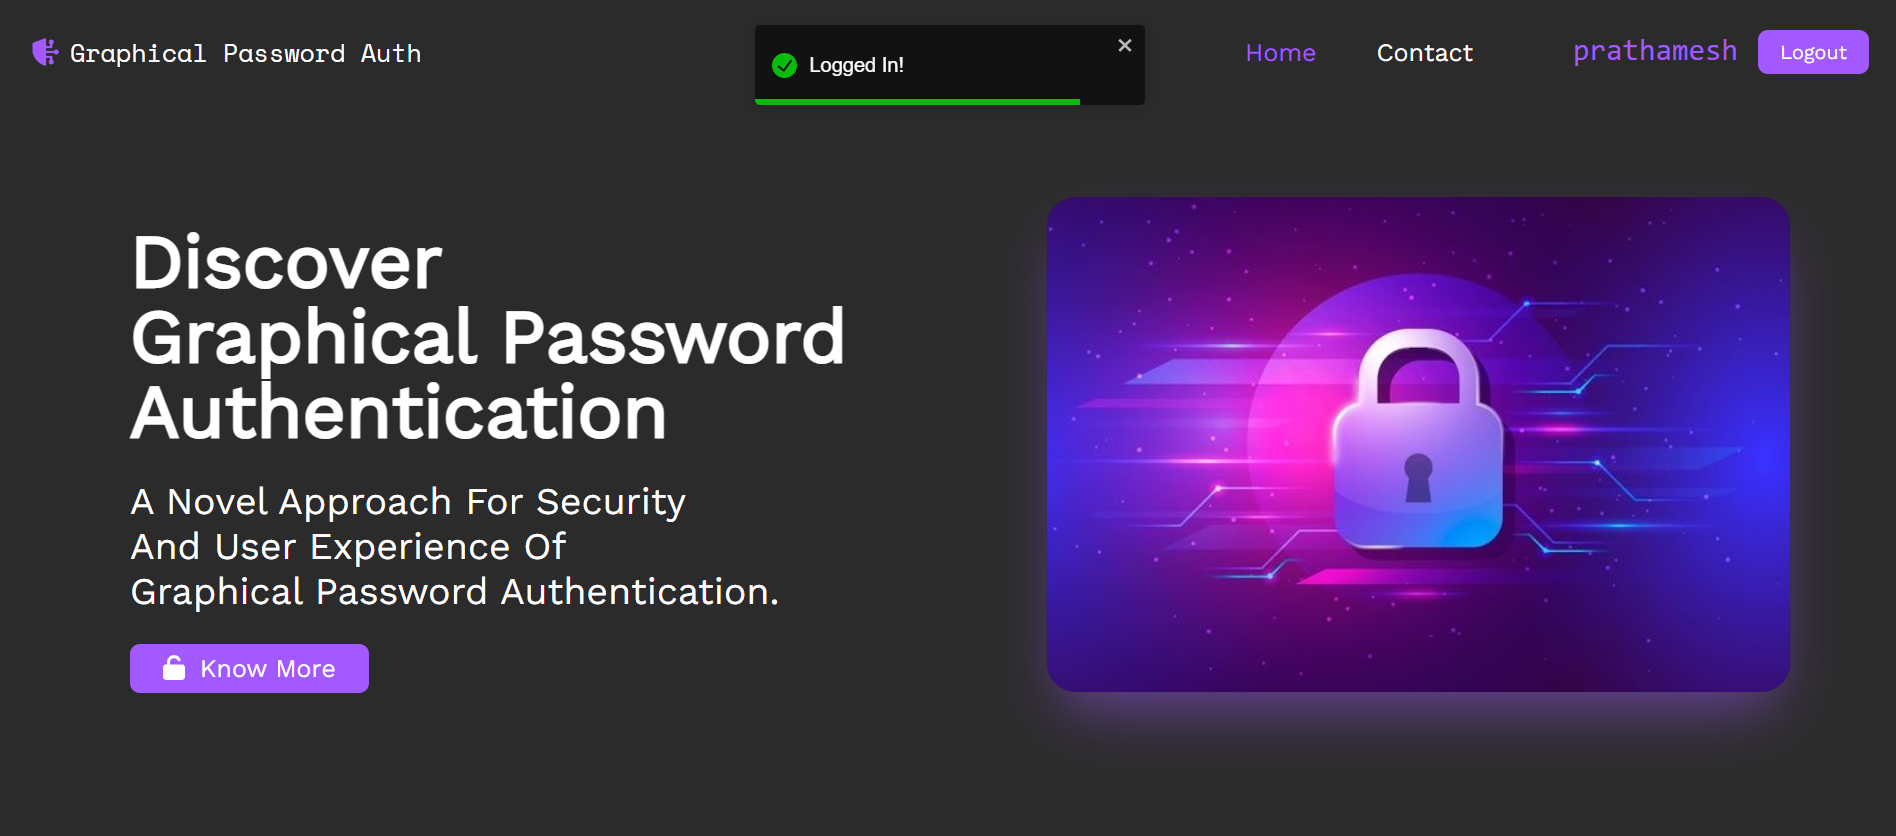 Graphical Password Auth
Logged In!
Home
Contact
prathamesh
Logout
Discover
Graphical Password
Authentication
A Novel Approach For Security
And User Experience Of
Graphical Password Authentication.
Know More